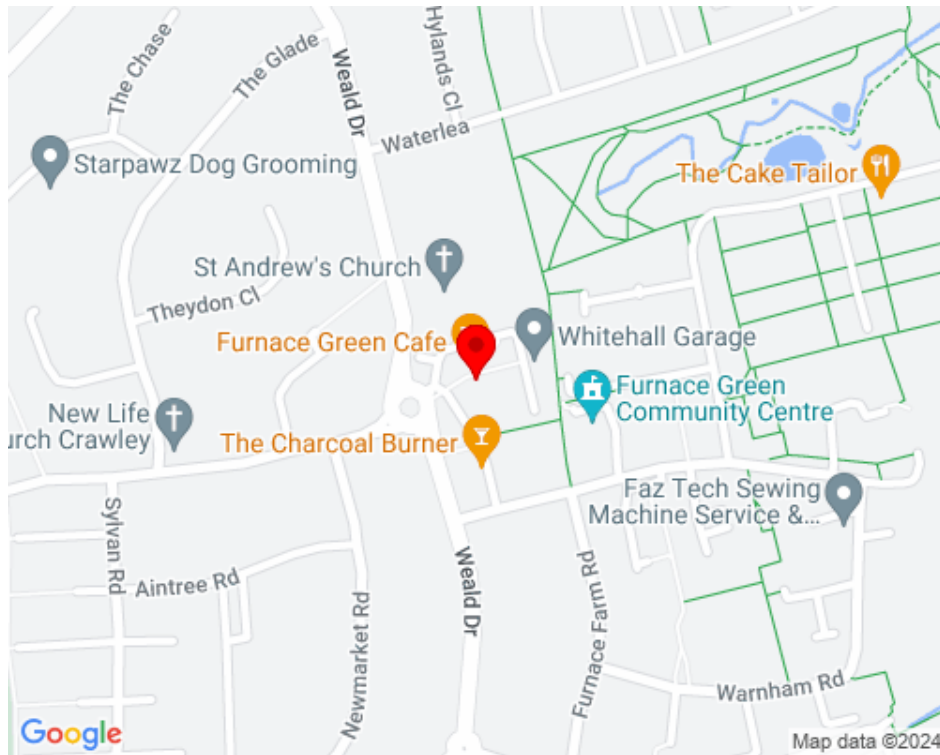 The Chase
The Glade
Weald Dr
Hylands Cl
Waterlea
Starpawz Dog Grooming
The Cake Tailor
St Andrew's Church
Theydon Cl
Furnace Green Cafe
Whitehall Garage
Furnace Green
Community Centre
New Life
urch Crawley
The Charcoal Burner
Faz Tech Sewing
Machine Service &...
Sylvan Rd
Aintree Rd
Newmarket Rd
Weald Dr
Furnace Farm Rd
Warnham Rd
Google
Map data ©2024